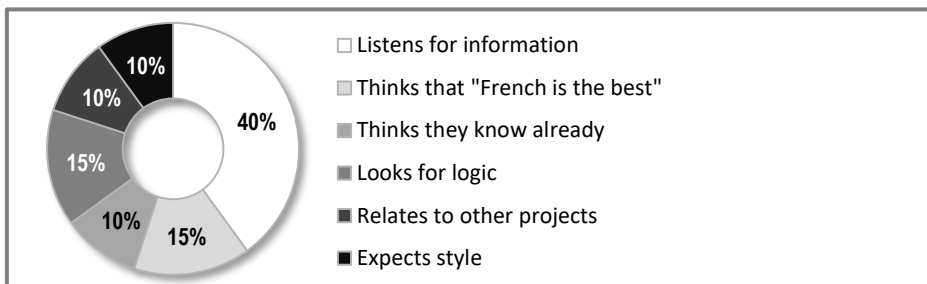 10%
40%
10%
15%
10%
15%
Listens for information
Thinks that "French is the best"
Thinks they know already
Looks for logic
Relates to other projects
Expects style